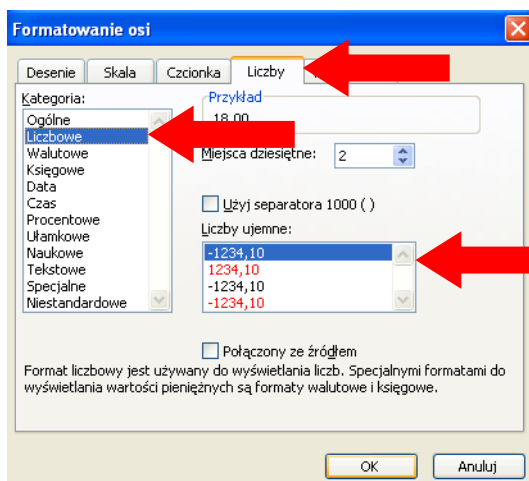 Formatowanie osi
Desenie Skala Czcionka Liczby
Kategoria:
Ogólne
Liczbowe
Walutowe
Księgowe
Data
Czas
Procentowe
Ułamkowe
Naukowe
Tekstowe
Specjalne
Niestandardowe
Przykład
18,00
Miejsca dziesiętne: 2
Użyj separatora 1000 ( )
Liczby ujemne:
-1234,10
1234,10
-1234,10
-1234,10
Połączony ze źródłem
Format liczbowy jest używany do wyświetlania liczb. Specjalnymi formatami do
wyświetlania wartości pieniężnych są formaty walutowe i księgowe.
OK Anuluj